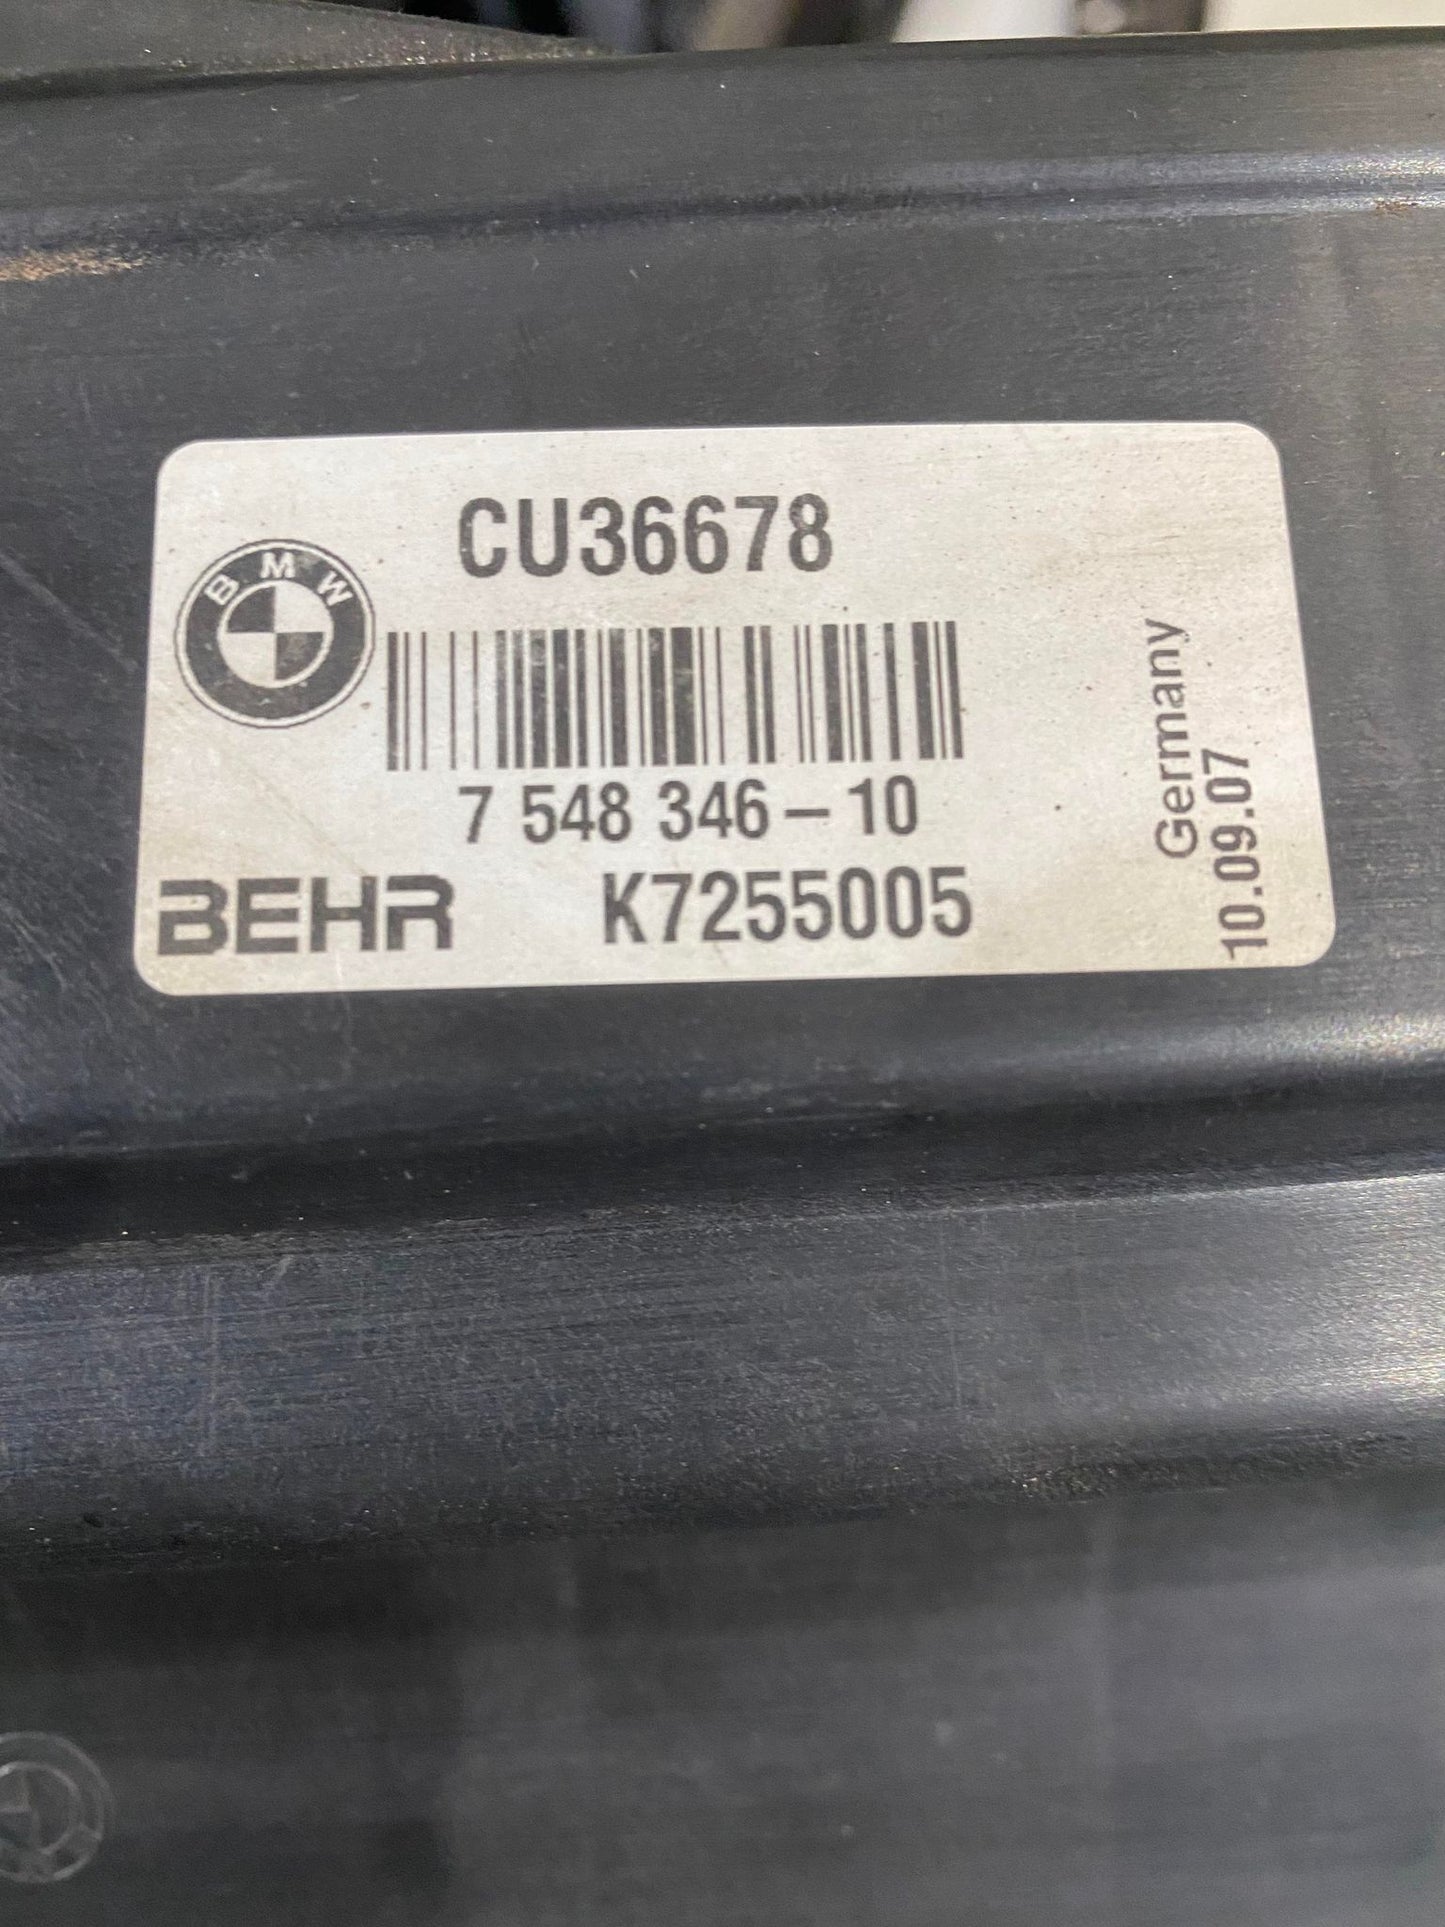 CU36678
BMW
7 548 346-10
BEHR K7255005
Germany
10.09.07